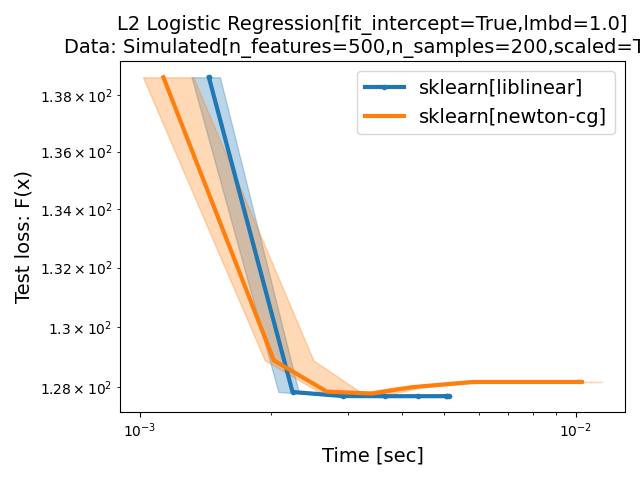 L2 Logistic Regression[fit_intercept=True,lmbd=1.0]
Data: Simulated[n_features=500,n_samples=200,scaled=T
sklearn[liblinear]
sklearn[newton-cg]
1.38×10²
1.36×10²
1.34×10²
1.32×10²
1.3×10²
1.28×10²
Test loss: F(x)
10⁻³
10⁻²
Time [sec]